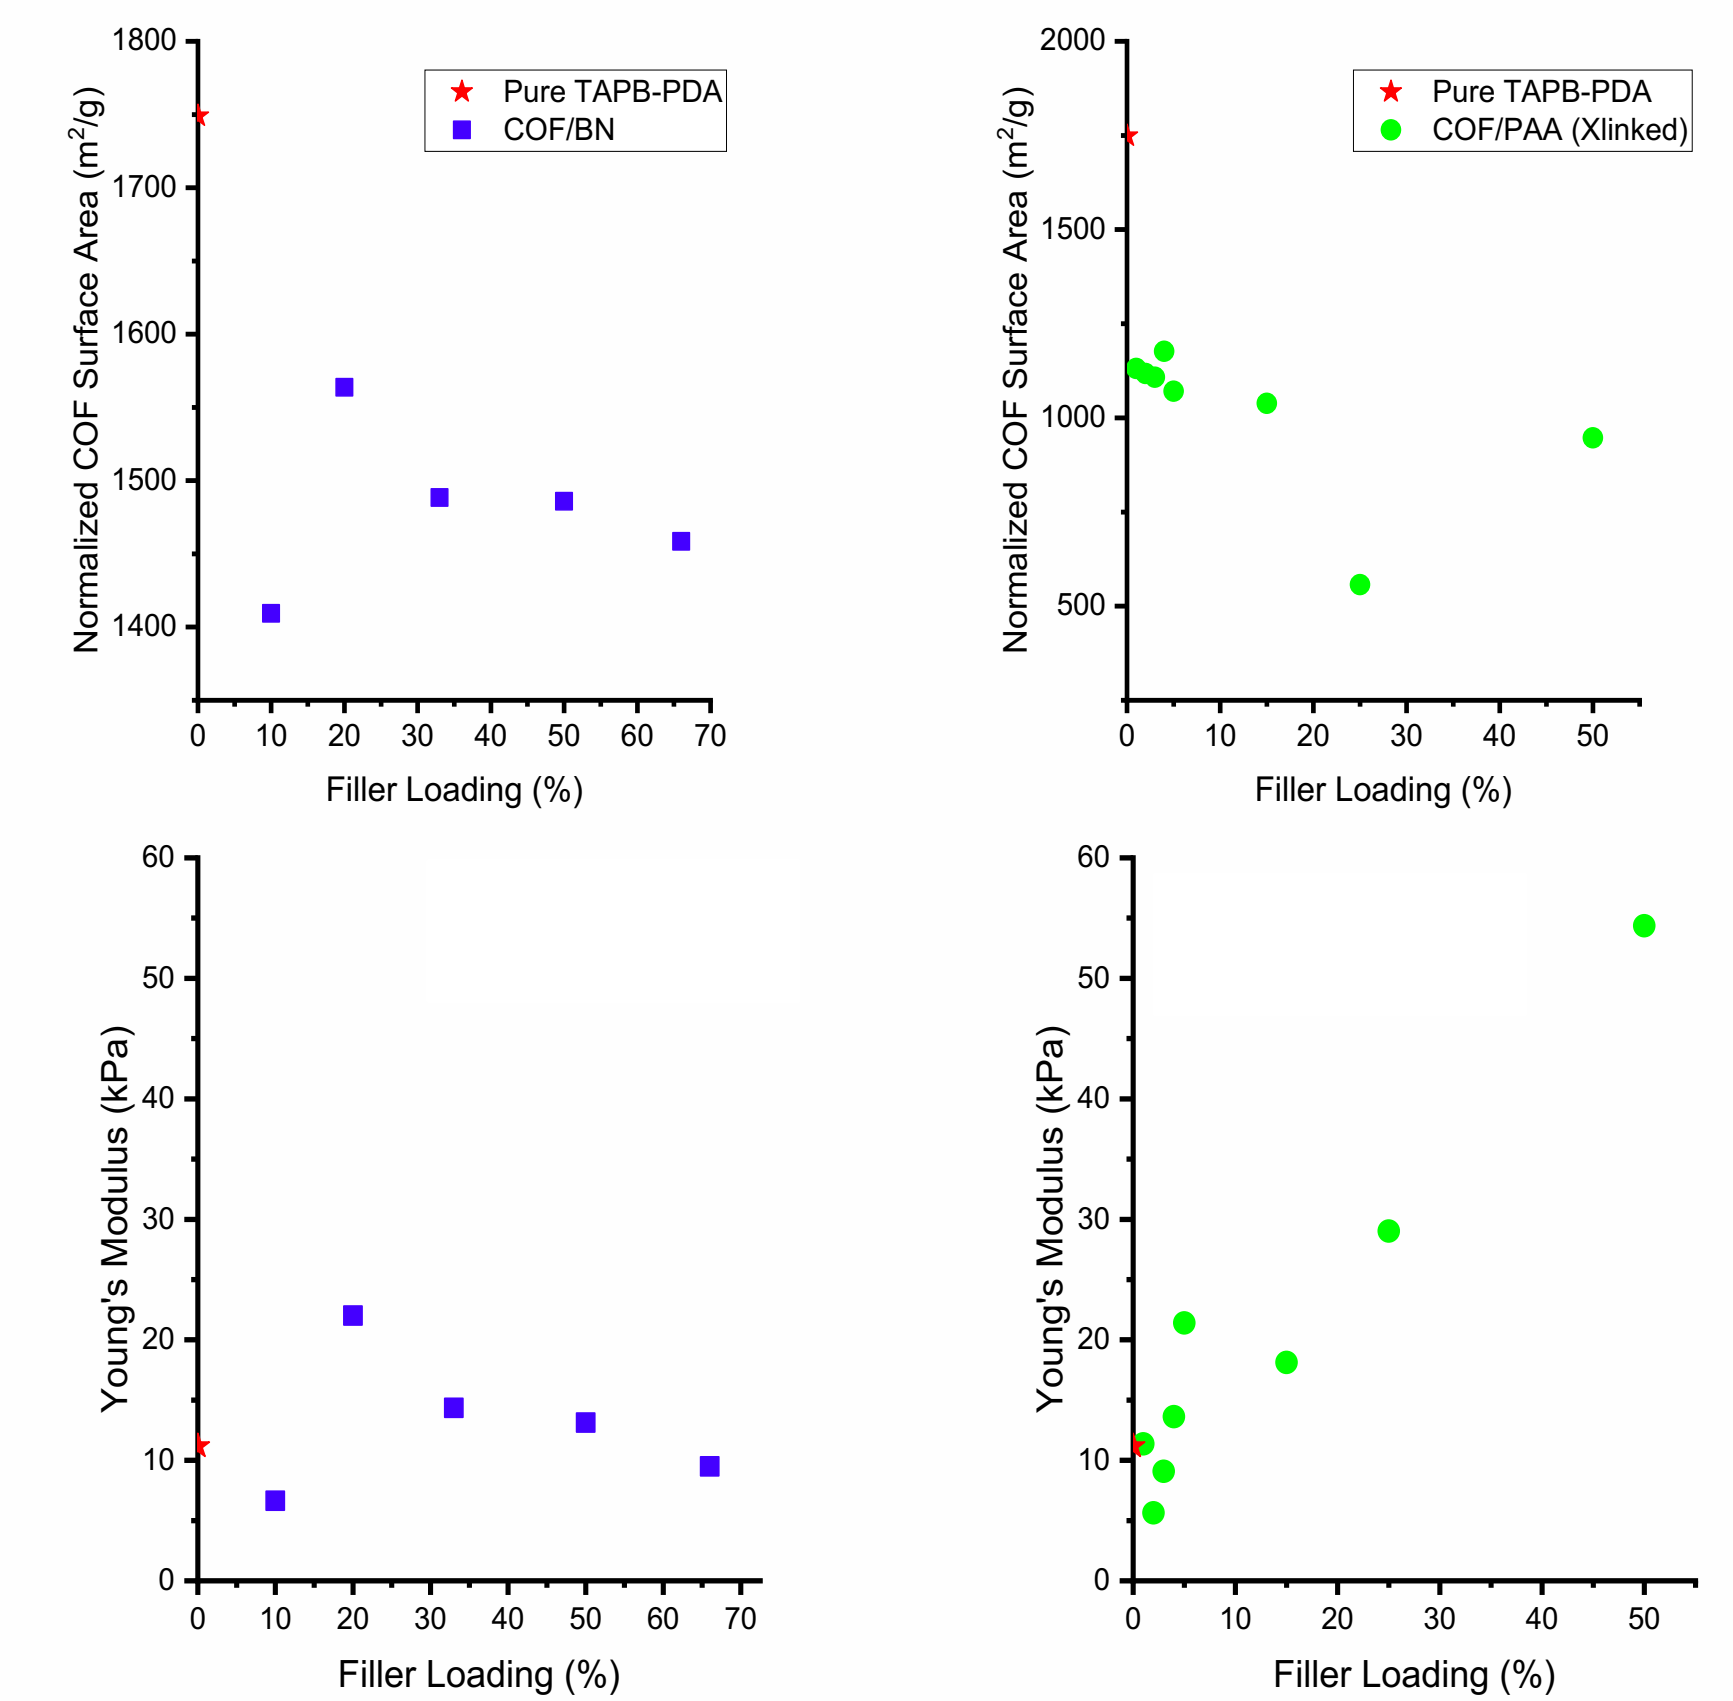 1800
1700
1600
1500
1400
Normalized COF Surface Area (m²/g)
Pure TAPB-PDA
COF/BN
0 10 20 30 40 50 60 70
Filler Loading (%)
2000
1500
1000
500
Normalized COF Surface Area (m²/g)
Pure TAPB-PDA
COF/PAA (Xlinked)
0 10 20 30 40 50
Filler Loading (%)
60
50
40
30
20
10
0
Young's Modulus (kPa)
0 10 20 30 40 50 60 70
Filler Loading (%)
60
50
40
30
20
10
0
Young's Modulus (kPa)
0 10 20 30 40 50
Filler Loading (%)